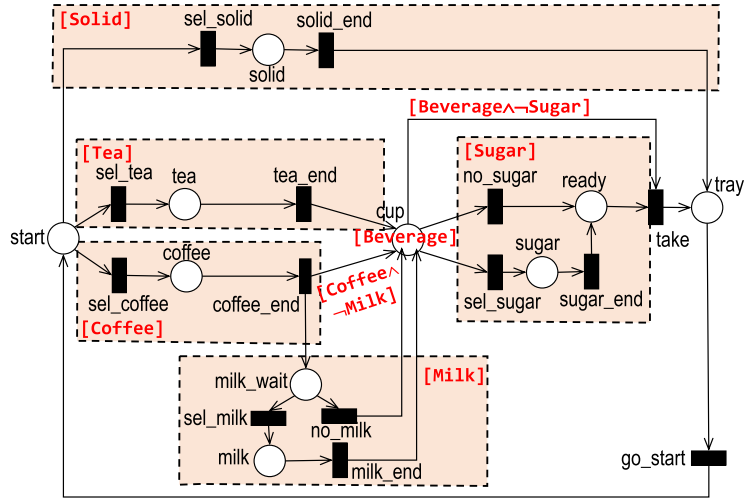 [Solid]
sel_solid
solid_end
solid
[Beverage∧¬Sugar]
[Tea]
sel_tea
tea
tea_end
[Sugar]
no_sugar
ready
tray
cup
start
[Beverage]
take
coffee
sugar
sel_coffee
coffee_end
[Coffee∧
¬Milk]
sel_sugar
sugar_end
[Coffee]
milk_wait
[Milk]
sel_milk
no_milk
milk
milk_end
go_start